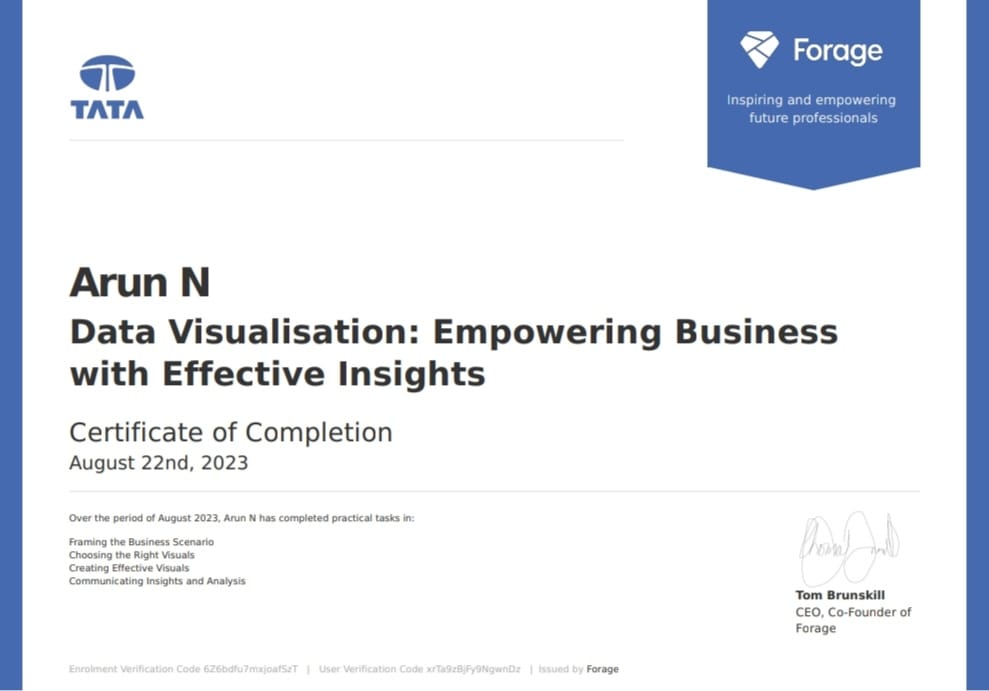 TATA
Forage
Inspiring and empowering
future professionals
Arun N
Data Visualisation: Empowering Business
with Effective Insights
Certificate of Completion
August 22nd, 2023
Over the period of August 2023, Arun N has completed practical tasks in:
Framing the Business Scenario
Choosing the Right Visuals
Creating Effective Visuals
Communicating Insights and Analysis
Tom Brunskill
CEO, Co-Founder of
Forage
Enrolment Verification Code 6Z6bdfu7mxjoafSzT | User Verification Code xrTa9zBjFy9NgwnDz | Issued by Forage